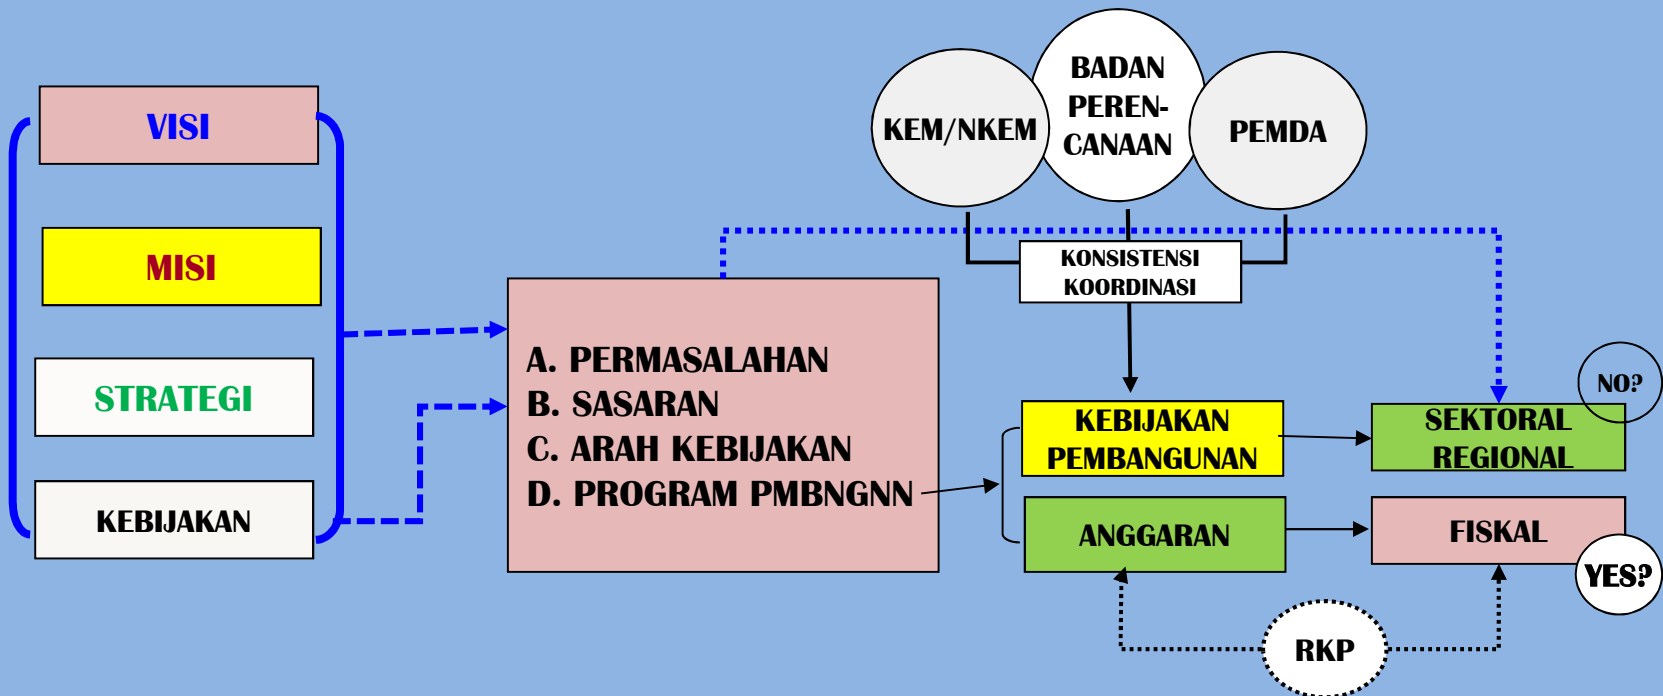 VISI
MISI
STRATEGI
KEBIJAKAN
A. PERMASALAHAN
B. SASARAN
C. ARAH KEBIJAKAN
D. PROGRAM PMBNGNN
KEM/NKEM
BADAN
PEREN-
CANAAN
PEMDA
KONSISTENSI
KOORDINASI
KEBIJAKAN
PEMBANGUNAN
ANGGARAN
SEKTORAL
REGIONAL
NO?
FISKAL
YES?
RKP